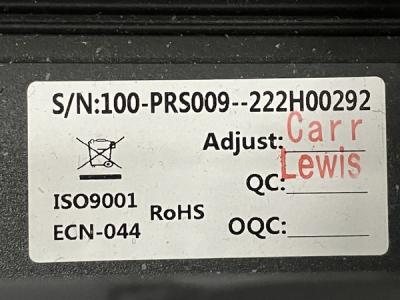 S/N:100-PRS009--222H00292
Adjust: Carr
Lewis
QC:
ISO9001
RoHS
ECN-044
OQC: